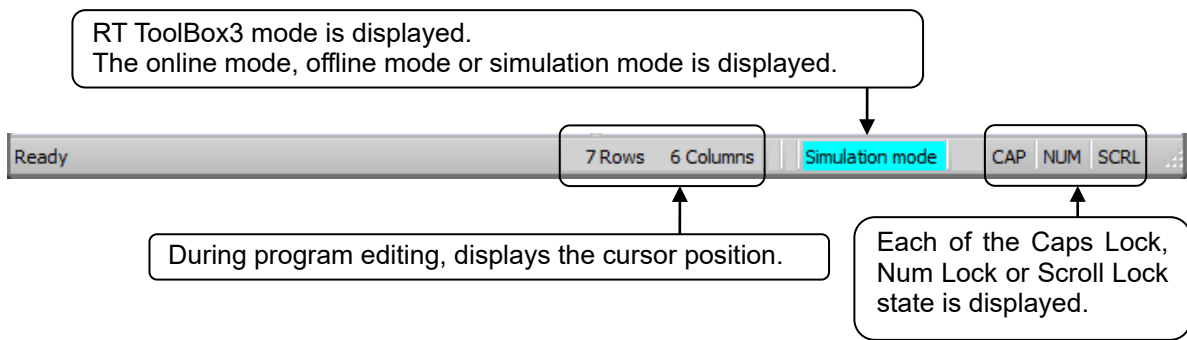 RT ToolBox3 mode is displayed.
The online mode, offline mode or simulation mode is displayed.
Ready 7 Rows 6 Columns Simulation mode CAP NUM SCRL
During program editing, displays the cursor position.
Each of the Caps Lock,
Num Lock or Scroll Lock
state is displayed.